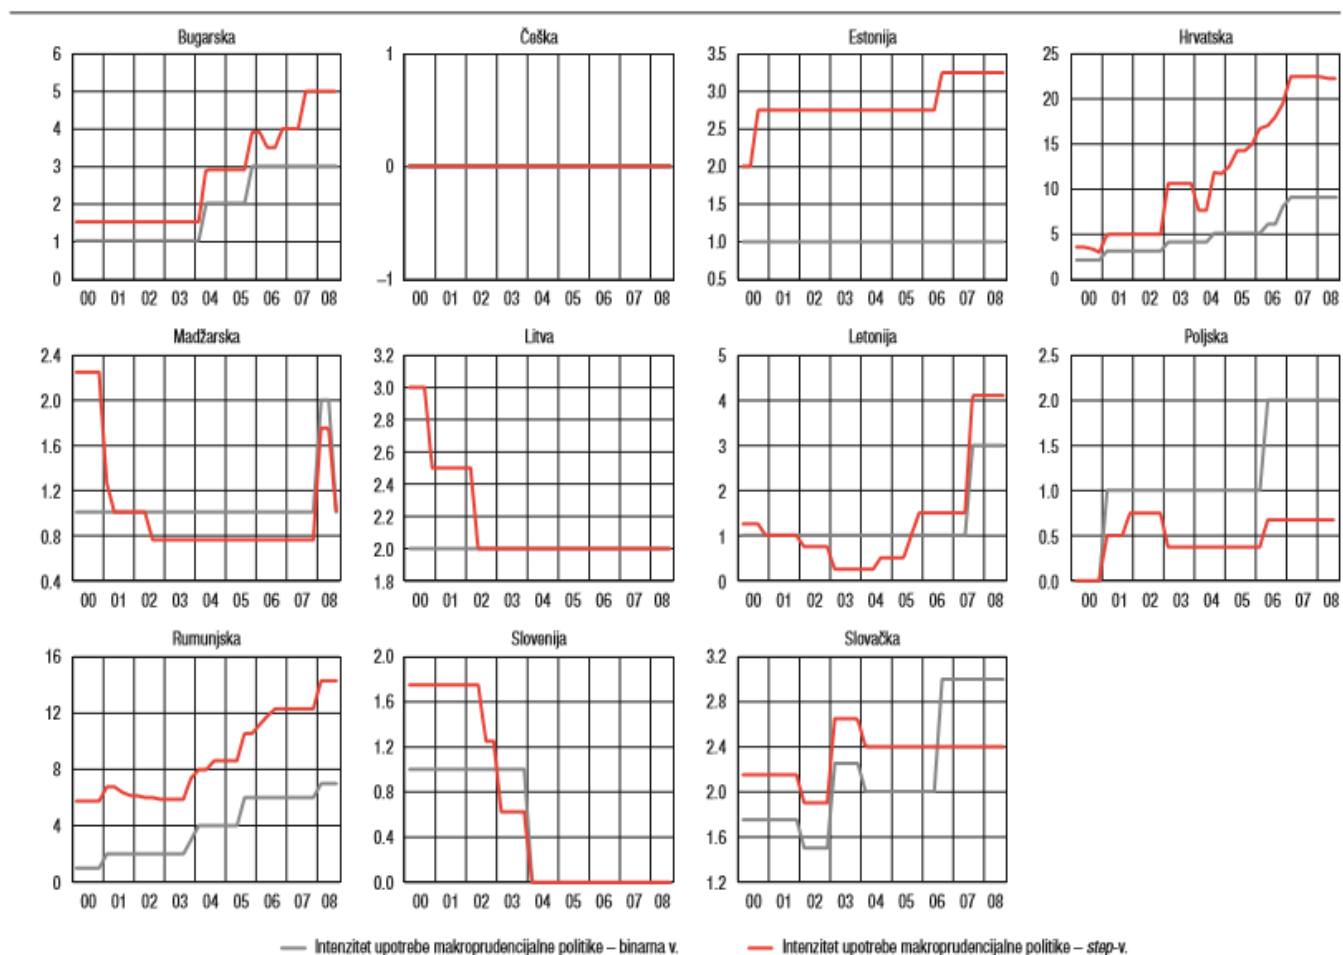 Bugarska
6
5
4
3
2
1
0
00 01 02 03 04 05 06 07 08
Češka
1
0
–1
00 01 02 03 04 05 06 07 08
Estonija
3.5
3.0
2.5
2.0
1.5
1.0
0.5
00 01 02 03 04 05 06 07 08
Hrvatska
25
20
15
10
5
0
00 01 02 03 04 05 06 07 08
Madžarska
2.4
2.0
1.6
1.2
0.8
0.4
00 01 02 03 04 05 06 07 08
Litva
3.2
3.0
2.8
2.6
2.4
2.2
2.0
1.8
00 01 02 03 04 05 06 07 08
Letonija
5
4
3
2
1
0
00 01 02 03 04 05 06 07 08
Poljska
2.5
2.0
1.5
1.0
0.5
0.0
00 01 02 03 04 05 06 07 08
Rumunjska
16
12
8
4
0
00 01 02 03 04 05 06 07 08
Slovenija
2.0
1.6
1.2
0.8
0.4
0.0
00 01 02 03 04 05 06 07 08
Slovačka
3.2
2.8
2.4
2.0
1.6
1.2
00 01 02 03 04 05 06 07 08
Intenzitet upotrebe makroprudencijalne politike – binarna v.
Intenzitet upotrebe makroprudencijalne politike – step-v.